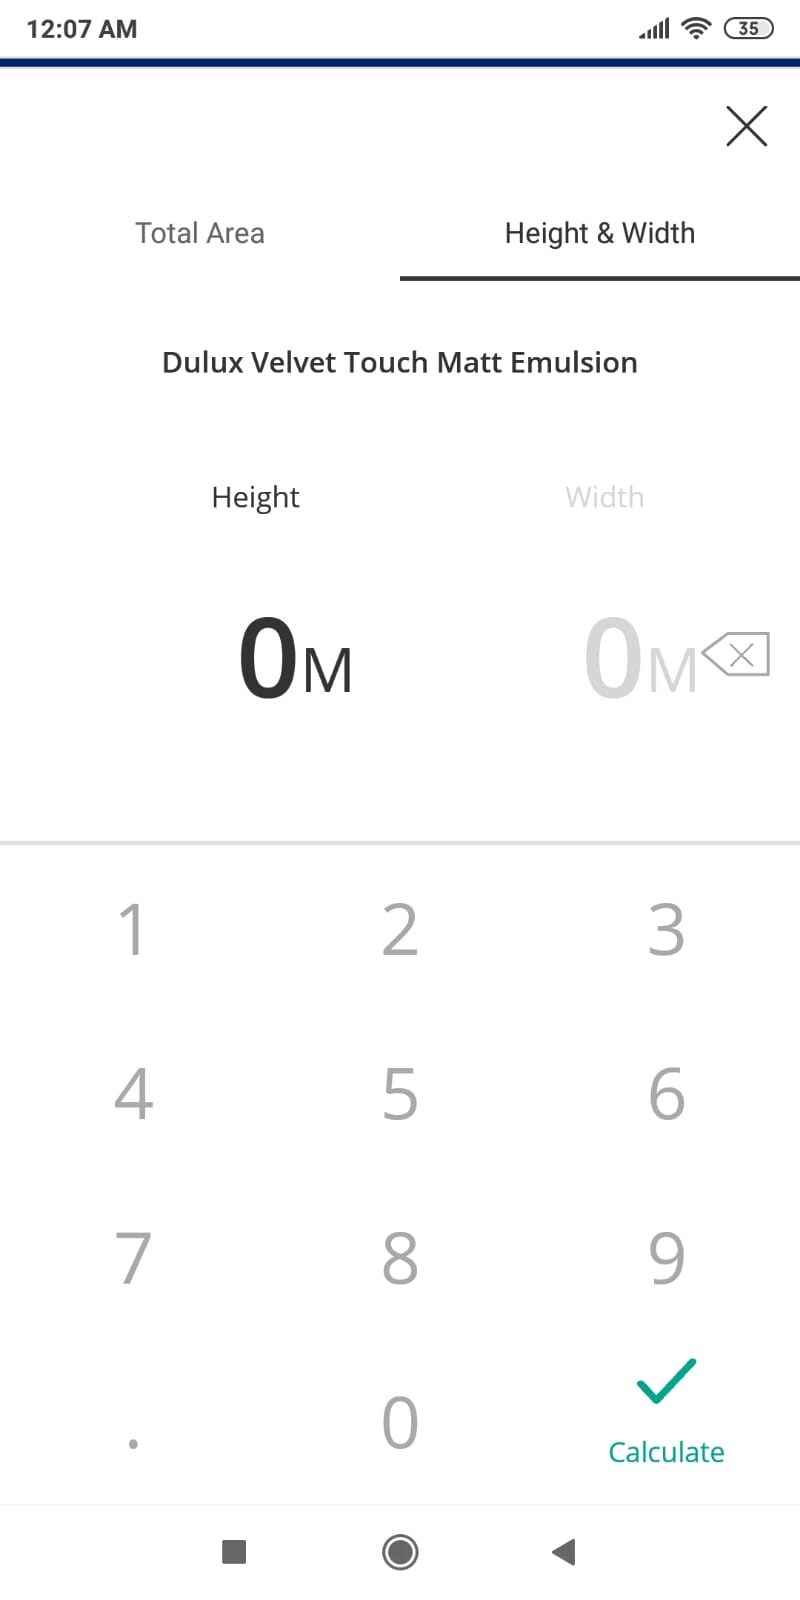 12:07 AM
35
Total Area
Height & Width
Dulux Velvet Touch Matt Emulsion
Height
Width
0M
0M
1
2
3
4
5
6
7
8
9
.
0
Calculate